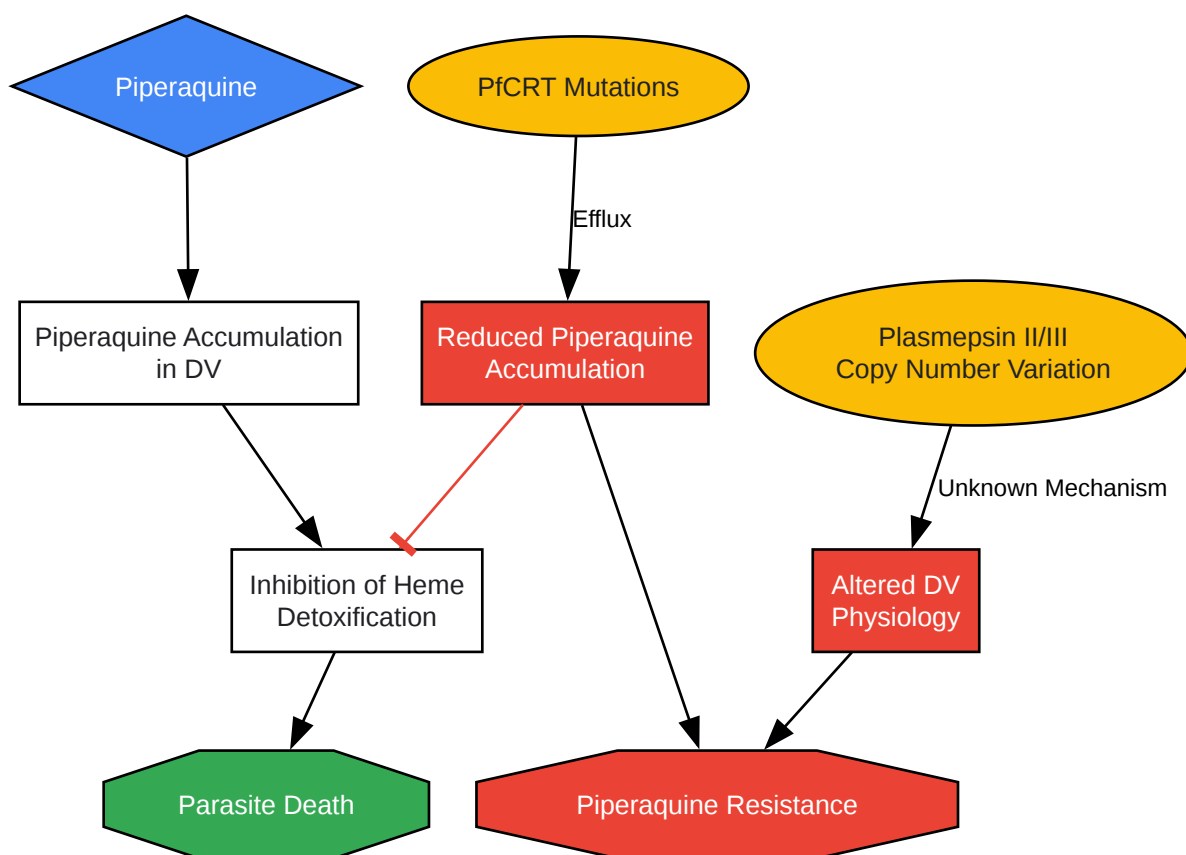 Piperaquine
PfCRT Mutations
Efflux
Piperaquine Accumulation
in DV
Reduced Piperaquine
Accumulation
Plasmepsin II/III
Copy Number Variation
Unknown Mechanism
Inhibition of Heme
Detoxification
Altered DV
Physiology
Parasite Death
Piperaquine Resistance